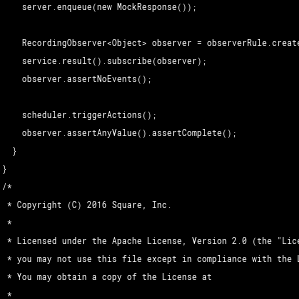 server.enqueue(new MockResponse());
RecordingObserver<Object> observer = observerRule.create
service.result().subscribe(observer);
observer.assertNoEvents();
scheduler.triggerActions();
observer.assertAnyValue().assertComplete();
}
}
/*
* Copyright (C) 2016 Square, Inc.
*
* Licensed under the Apache License, Version 2.0 (the "Lice
* you may not use this file except in compliance with the L
* You may obtain a copy of the License at
*